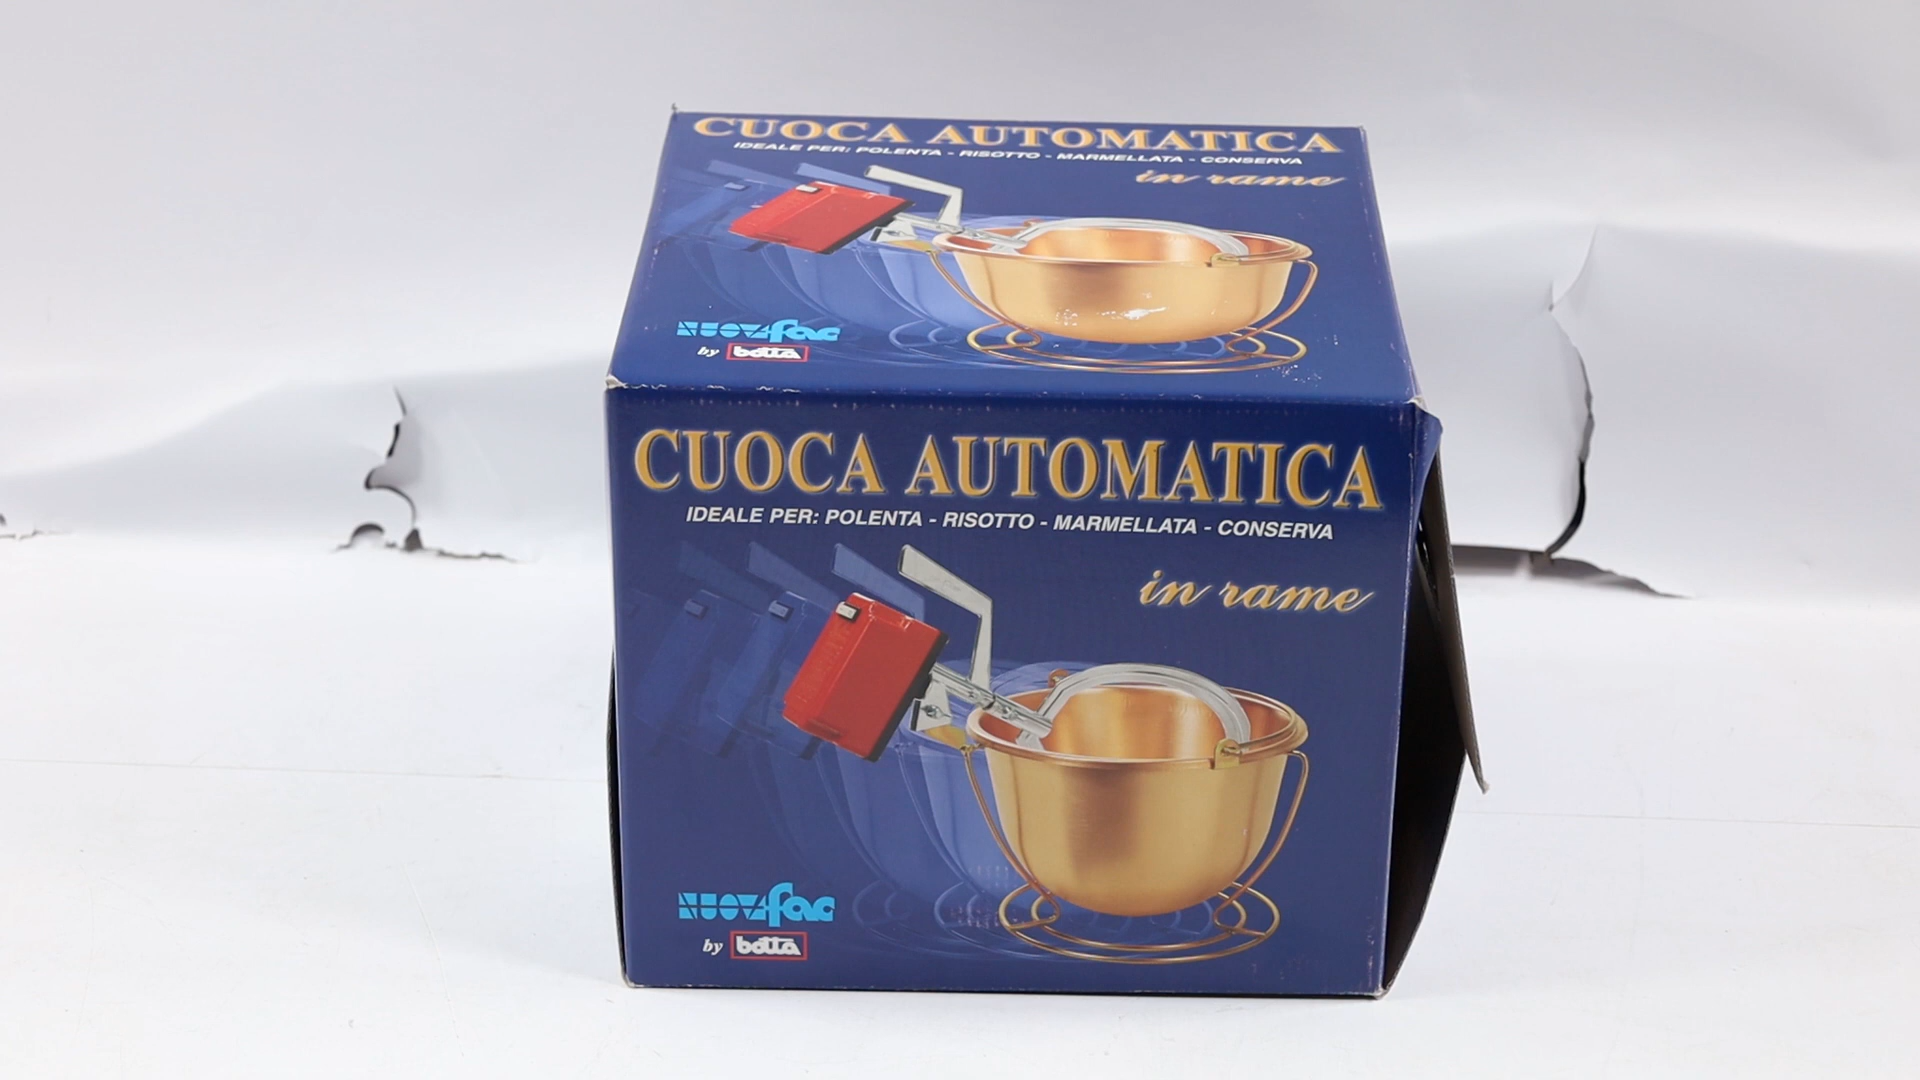 CUOCA AUTOMATICA
IDEALE PER: POLENTA - RISOTTO - MARMELLATA - CONSERVA
in rame
NUOVAfac
by botta
CUOCA AUTOMATICA
IDEALE PER: POLENTA - RISOTTO - MARMELLATA - CONSERVA
in rame
NUOVAfac
by botta